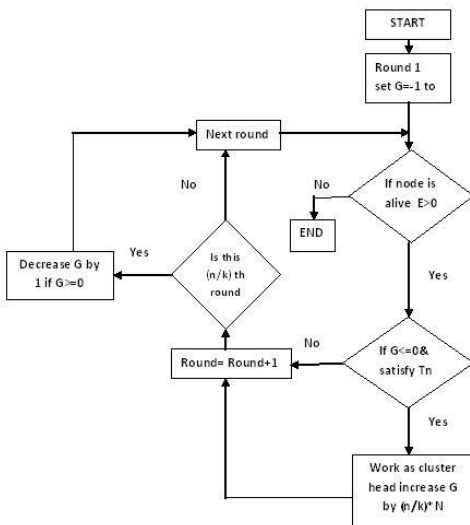 START
Round 1
set G=-1 to
Next round
If node is
alive E>0
No
END
No
Yes
Is this
(n/k) th
round
Yes
Decrease G by
1 if G>=0
Round= Round+1
No
If G<=0&
satisfy Tn
Yes
Work as cluster
head increase G
by (n/k)* N